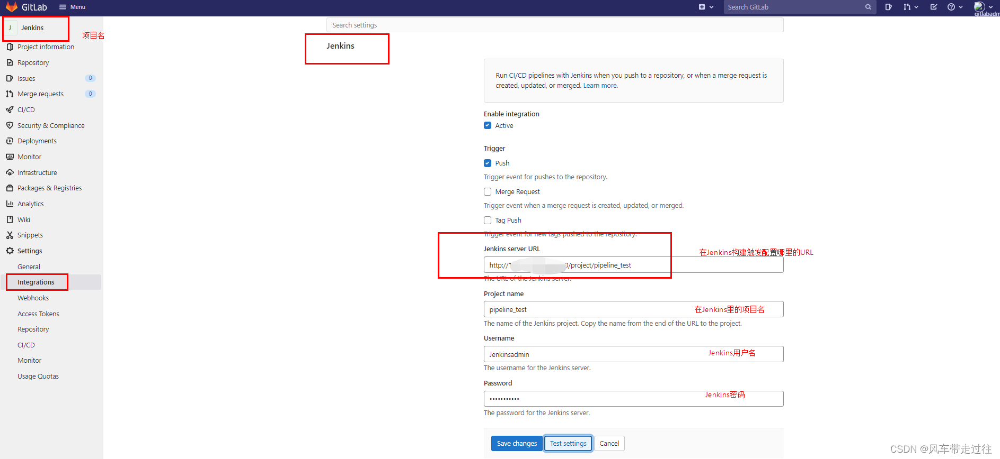 GitLab
Menu
Search GitLab
gitlabadm
J Jenkins
项目名
Search settings
Jenkins
Project information
Repository
Issues 0
Merge requests 0
CI/CD
Security & Compliance
Deployments
Monitor
Infrastructure
Packages & Registries
Analytics
Wiki
Snippets
Settings
General
Integrations
Webhooks
Access Tokens
Repository
CI/CD
Monitor
Usage Quotas
Run CI/CD pipelines with Jenkins when you push to a repository, or when a merge request is
created, updated, or merged. Learn more.
Enable integration
Active
Trigger
Push
Trigger event for pushes to the repository.
Merge Request
Trigger event when a merge request is created, updated, or merged.
Tag Push
Trigger event for new tags pushed to the repository.
Jenkins server URL
在Jenkins构建触发配置哪里的URL
http://1 0/project/pipeline_test
The URL of the Jenkins server.
Project name
pipeline_test
在Jenkins里的项目名
The name of the Jenkins project. Copy the name from the end of the URL to the project.
Username
Jenkinsadmin
Jenkins用户名
The username for the Jenkins server.
Password
•••••••••••
Jenkins密码
The password for the Jenkins server.
Save changes
Test settings
Cancel
CSDN @风车带走过往